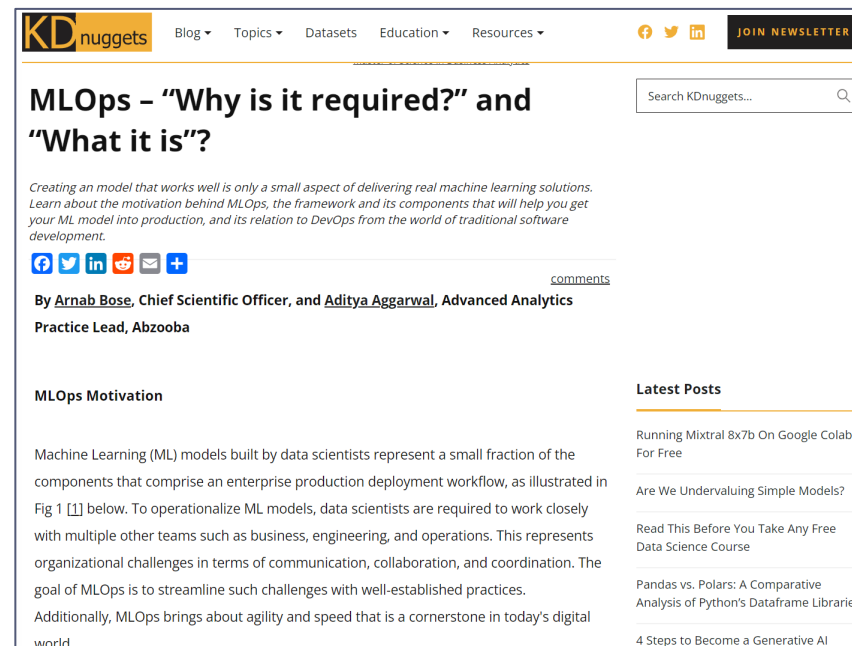 KDnuggets
Blog Topics Datasets Education Resources
JOIN NEWSLETTER
MLOps – “Why is it required?” and
“What it is”?
Creating an model that works well is only a small aspect of delivering real machine learning solutions.
Learn about the motivation behind MLOps, the framework and its components that will help you get
your ML model into production, and its relation to DevOps from the world of traditional software
development.
comments
By Arnab Bose, Chief Scientific Officer, and Aditya Aggarwal, Advanced Analytics
Practice Lead, Abzooba
MLOps Motivation
Machine Learning (ML) models built by data scientists represent a small fraction of the
components that comprise an enterprise production deployment workflow, as illustrated in
Fig 1 [1] below. To operationalize ML models, data scientists are required to work closely
with multiple other teams such as business, engineering, and operations. This represents
organizational challenges in terms of communication, collaboration, and coordination. The
goal of MLOps is to streamline such challenges with well-established practices.
Additionally, MLOps brings about agility and speed that is a cornerstone in today's digital
world
Search KDnuggets...
Latest Posts
Running Mixtral 8x7b On Google Colab
For Free
Are We Undervaluing Simple Models?
Read This Before You Take Any Free
Data Science Course
Pandas vs. Polars: A Comparative
Analysis of Python’s Dataframe Librarie
4 Steps to Become a Generative AI